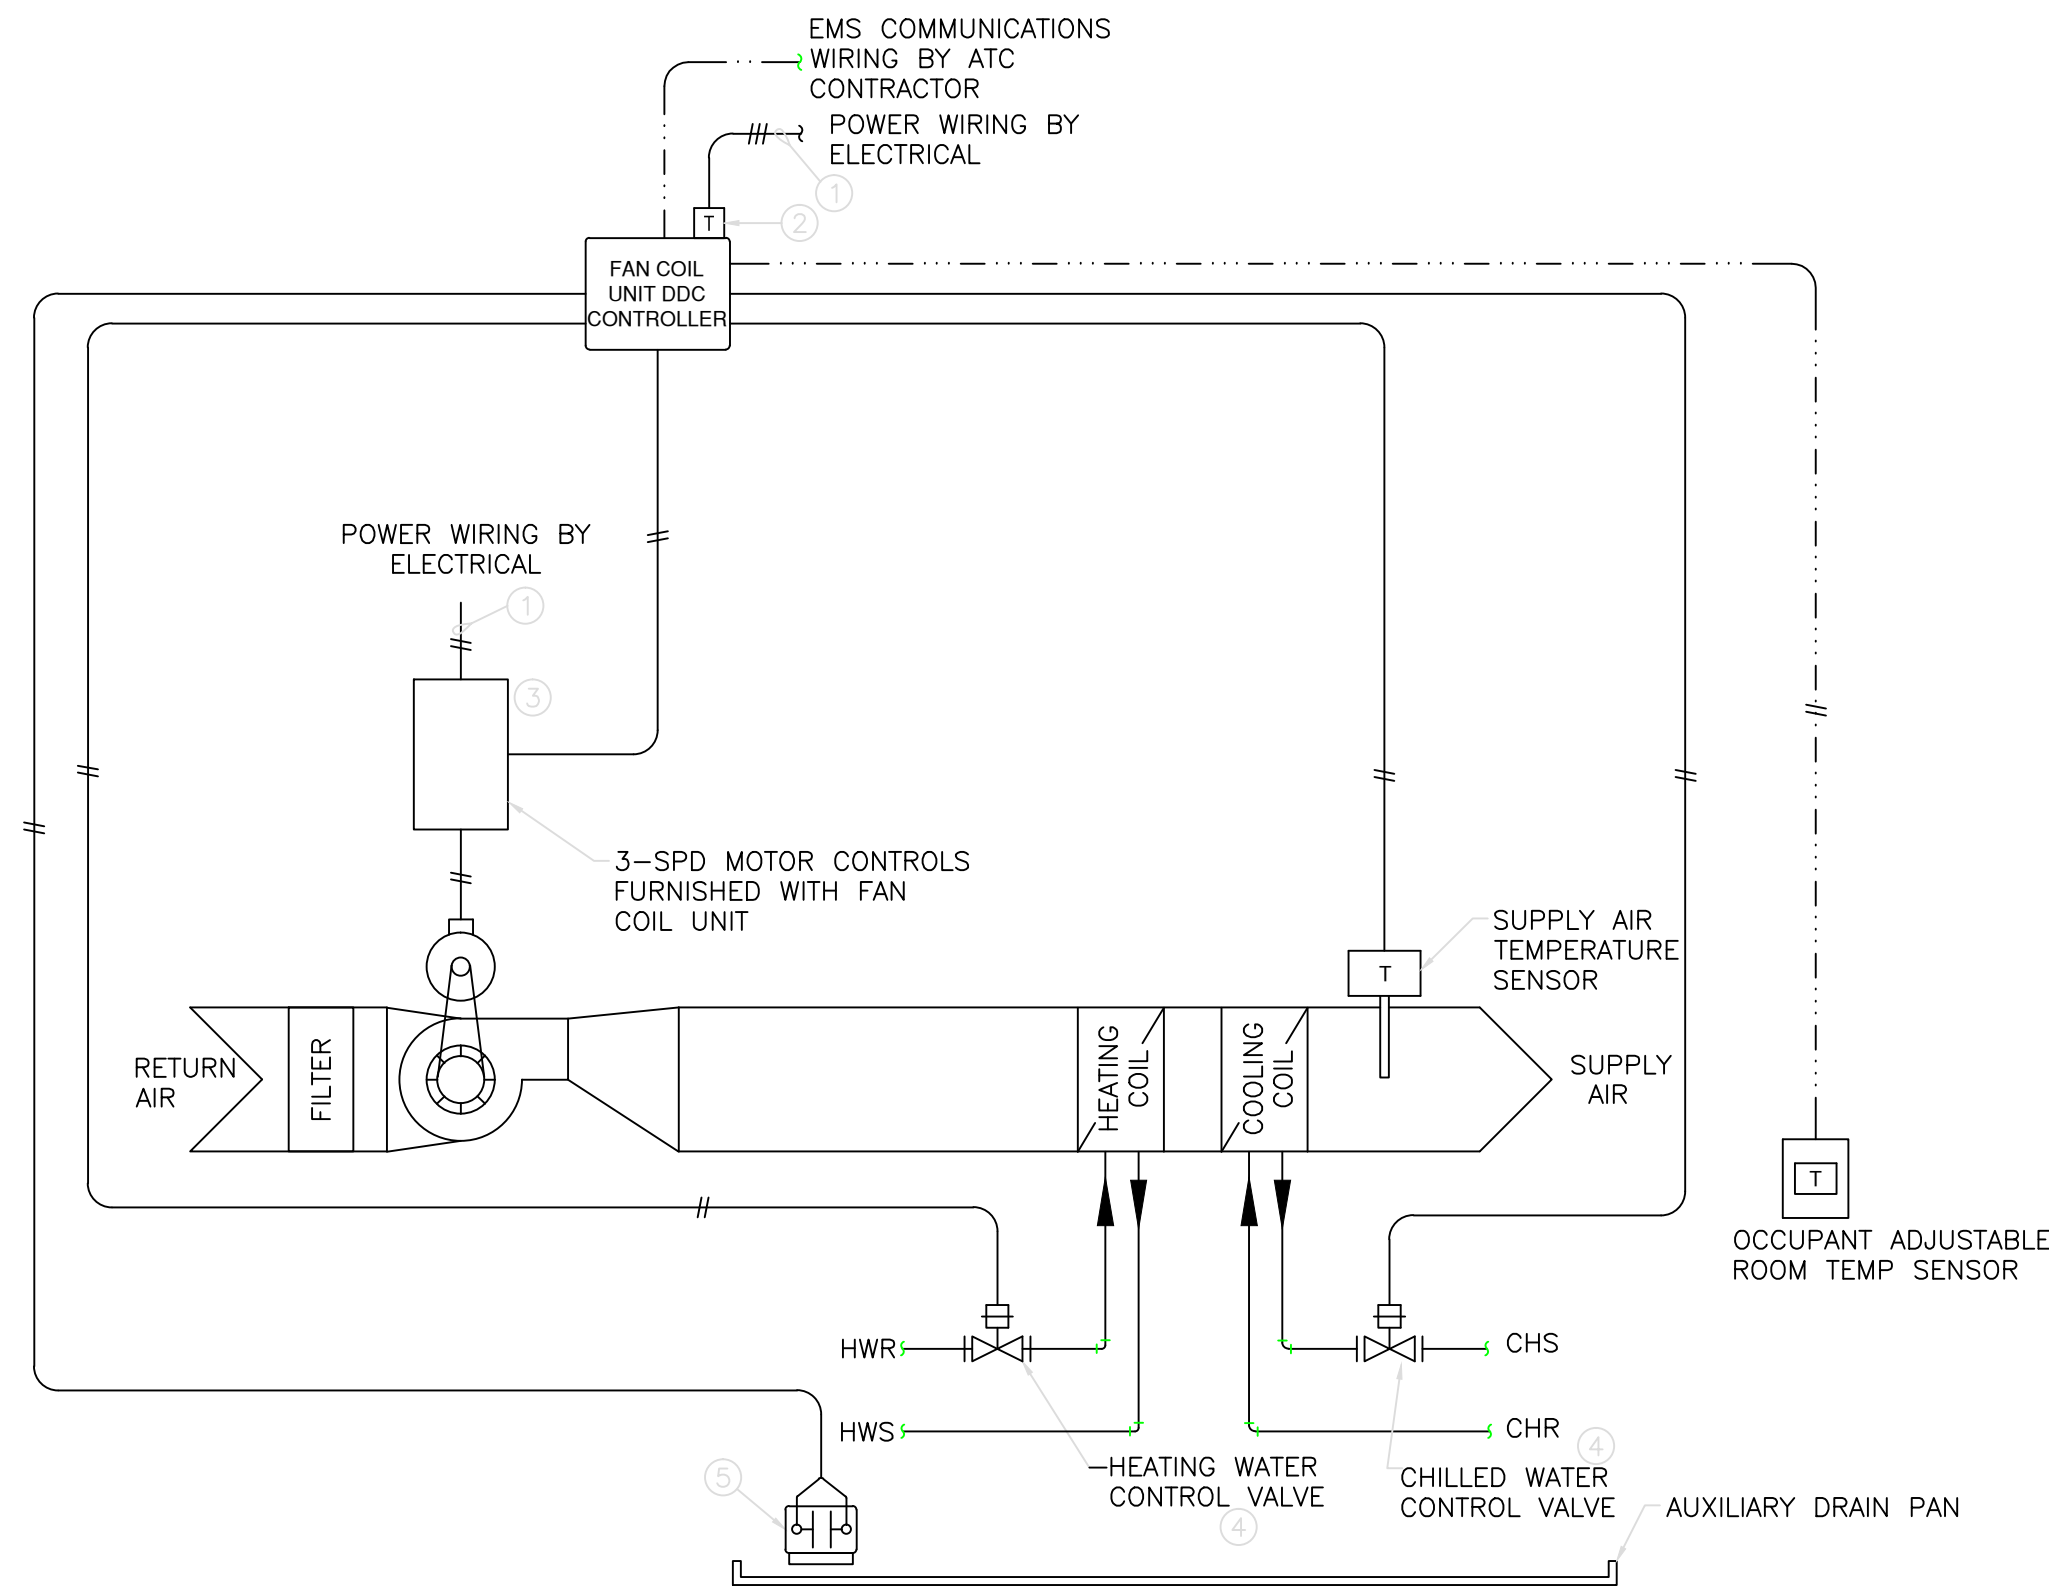 EMS COMMUNICATIONS
WIRING BY ATC
CONTRACTOR
POWER WIRING BY
ELECTRICAL
1
T
2
FAN COIL
UNIT DDC
CONTROLLER
POWER WIRING BY
ELECTRICAL
1
3
3-SPD MOTOR CONTROLS
FURNISHED WITH FAN
COIL UNIT
SUPPLY AIR
TEMPERATURE
SENSOR
T
RETURN
AIR
FILTER
HEATING
COIL
COOLING
COIL
SUPPLY
AIR
T
OCCUPANT ADJUSTABLE
ROOM TEMP SENSOR
HWR
CHS
HWS
CHR
4
HEATING WATER
CONTROL VALVE
4
CHILLED WATER
CONTROL VALVE
5
AUXILIARY DRAIN PAN